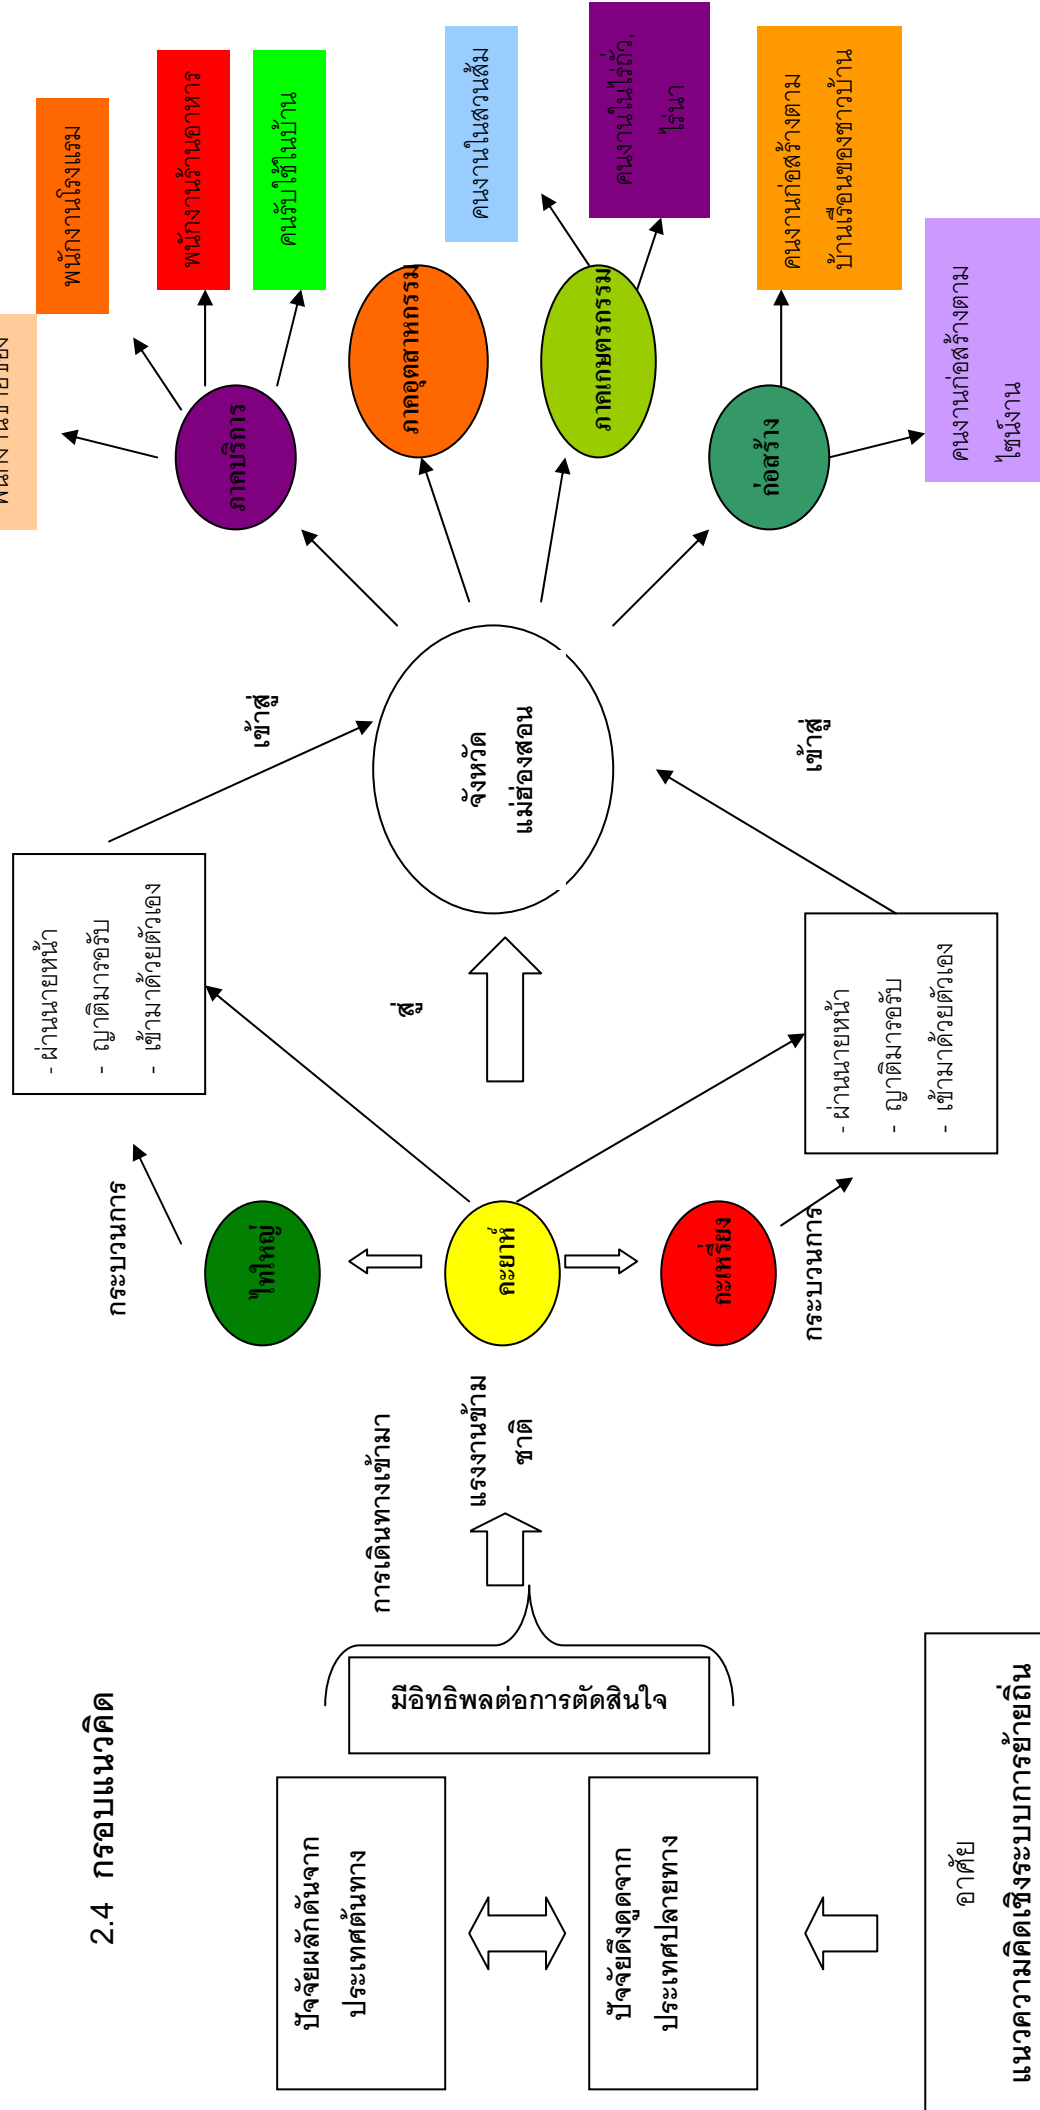 2.4 กรอบแนวคิด
ปัจจัยผลักดันจาก
ประเทศต้นทาง
ปัจจัยดึงดูดจาก
ประเทศปลายทาง
อาศัย
แนวความคิดเชิงระบบการย้ายถิ่น
มีอิทธิพลต่อการตัดสินใจ
การเดินทางเข้ามา
แรงงานข้าม
ชาติ
กระบวนการ
ไทใหญ่
คะยาห์
กะเหรี่ยง
กระบวนการ
- ผ่านนายหน้า
- ญาติมารอรับ
- เข้ามาด้วยตัวเอง
สู่
- ผ่านนายหน้า
- ญาติมารอรับ
- เข้ามาด้วยตัวเอง
เข้าสู่
จังหวัด
แม่ฮ่องสอน
เข้าสู่
ภาคบริการ
ภาคอุตสาหกรรม
ภาคเกษตรกรรม
ก่อสร้าง
พนักงานขายของ
พนักงานโรงแรม
พนักงานร้านอาหาร
คนรับใช้ในบ้าน
คนงานในสวนส้ม
คนงานในไร่ถั่ว,
ไร่นา
คนงานก่อสร้างตาม
บ้านเรือนของชาวบ้าน
คนงานก่อสร้างตาม
ไซน์งาน